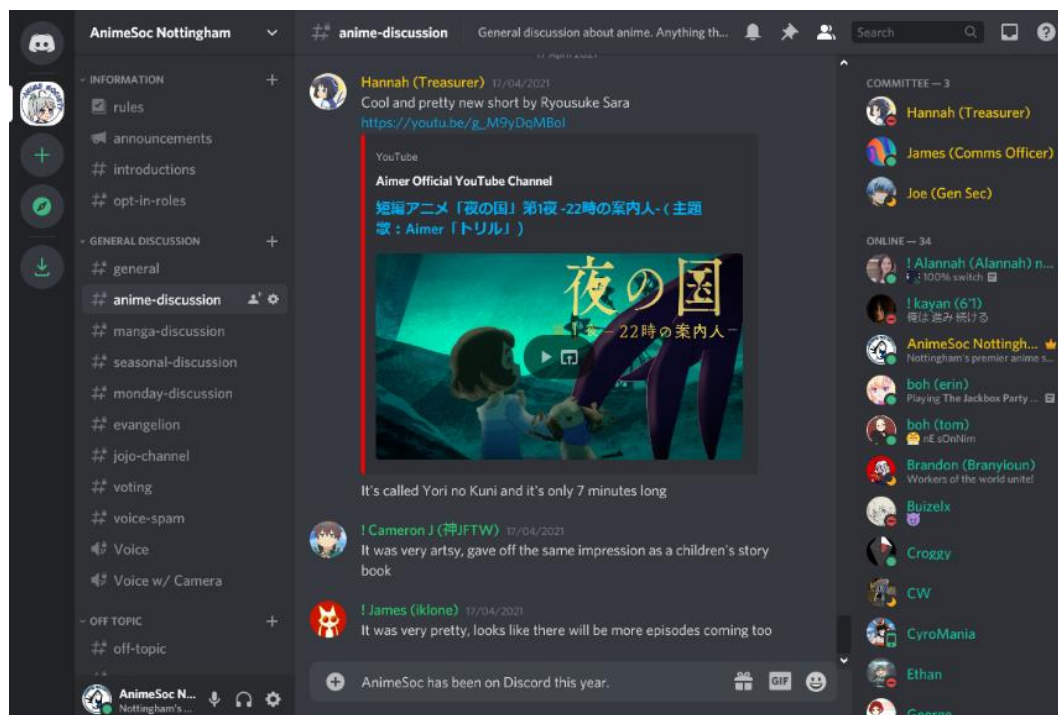 AnimeSoc Nottingham
INFORMATION
rules
announcements
introductions
opt-in-roles
GENERAL DISCUSSION
general
anime-discussion
manga-discussion
seasonal-discussion
monday-discussion
evangelion
jojo-channel
voting
voice-spam
Voice
Voice w/ Camera
OFF TOPIC
off-topic
AnimeSoc N...
Nottingham's ...
anime-discussion General discussion about anime. Anything th...
Search
17 April 2021
Hannah (Treasurer) 17/04/2021
Cool and pretty new short by Ryousuke Sara
https://youtu.be/g_M9yDqMBoI
YouTube
Aimer Official YouTube Channel
短編アニメ「夜の国」第1夜 -22時の案内人- ( 主題
歌：Aimer「トリル」)
夜の国
第1夜 – 22時の案内人 –
It's called Yori no Kuni and it's only 7 minutes long
! Cameron J (神JFTW) 17/04/2021
It was very artsy, gave off the same impression as a children's story
book
! James (iklone) 17/04/2021
It was very pretty, looks like there will be more episodes coming too
AnimeSoc has been on Discord this year.
GIF
COMMITTEE — 3
Hannah (Treasurer)
James (Comms Officer)
Joe (Gen Sec)
ONLINE — 34
! Alannah (Alannah) n...
100% switch
! kayan (6'1)
俺は 進み 続ける
AnimeSoc Nottingh...
Nottingham's premier anime s...
boh (erin)
Playing The Jackbox Party ...
boh (tom)
nE sOnNim
Brandon (Branyioun)
Workers of the world unite!
Buizelx
Croggy
CW
CyroMania
Ethan
George